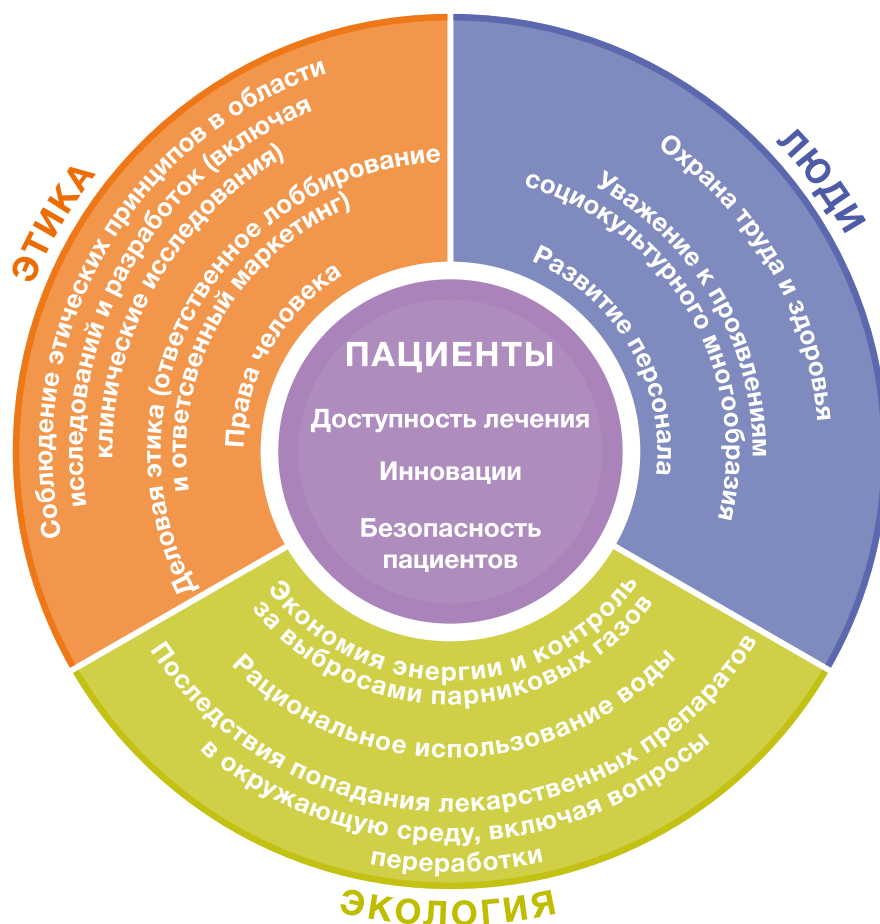 ЭТИКА
Соблюдение этических принципов в области
исследований и разработок (включая
клинические исследования)
Деловая этика (ответственное лоббирование
и ответсвенный маркетинг)
Права человека
ЛЮДИ
Охрана труда и здоровья
Уважение к проявлениям
социокультурного многообразия
Развитие персонала
ПАЦИЕНТЫ
Доступность лечения
Инновации
Безопасность
пациентов
Экономия энергии и контроль
за выбросами парниковых газов
Рациональное использование воды
Последствия попадания лекарственных препаратов
в окружающую среду, включая вопросы
переработки
ЭКОЛОГИЯ